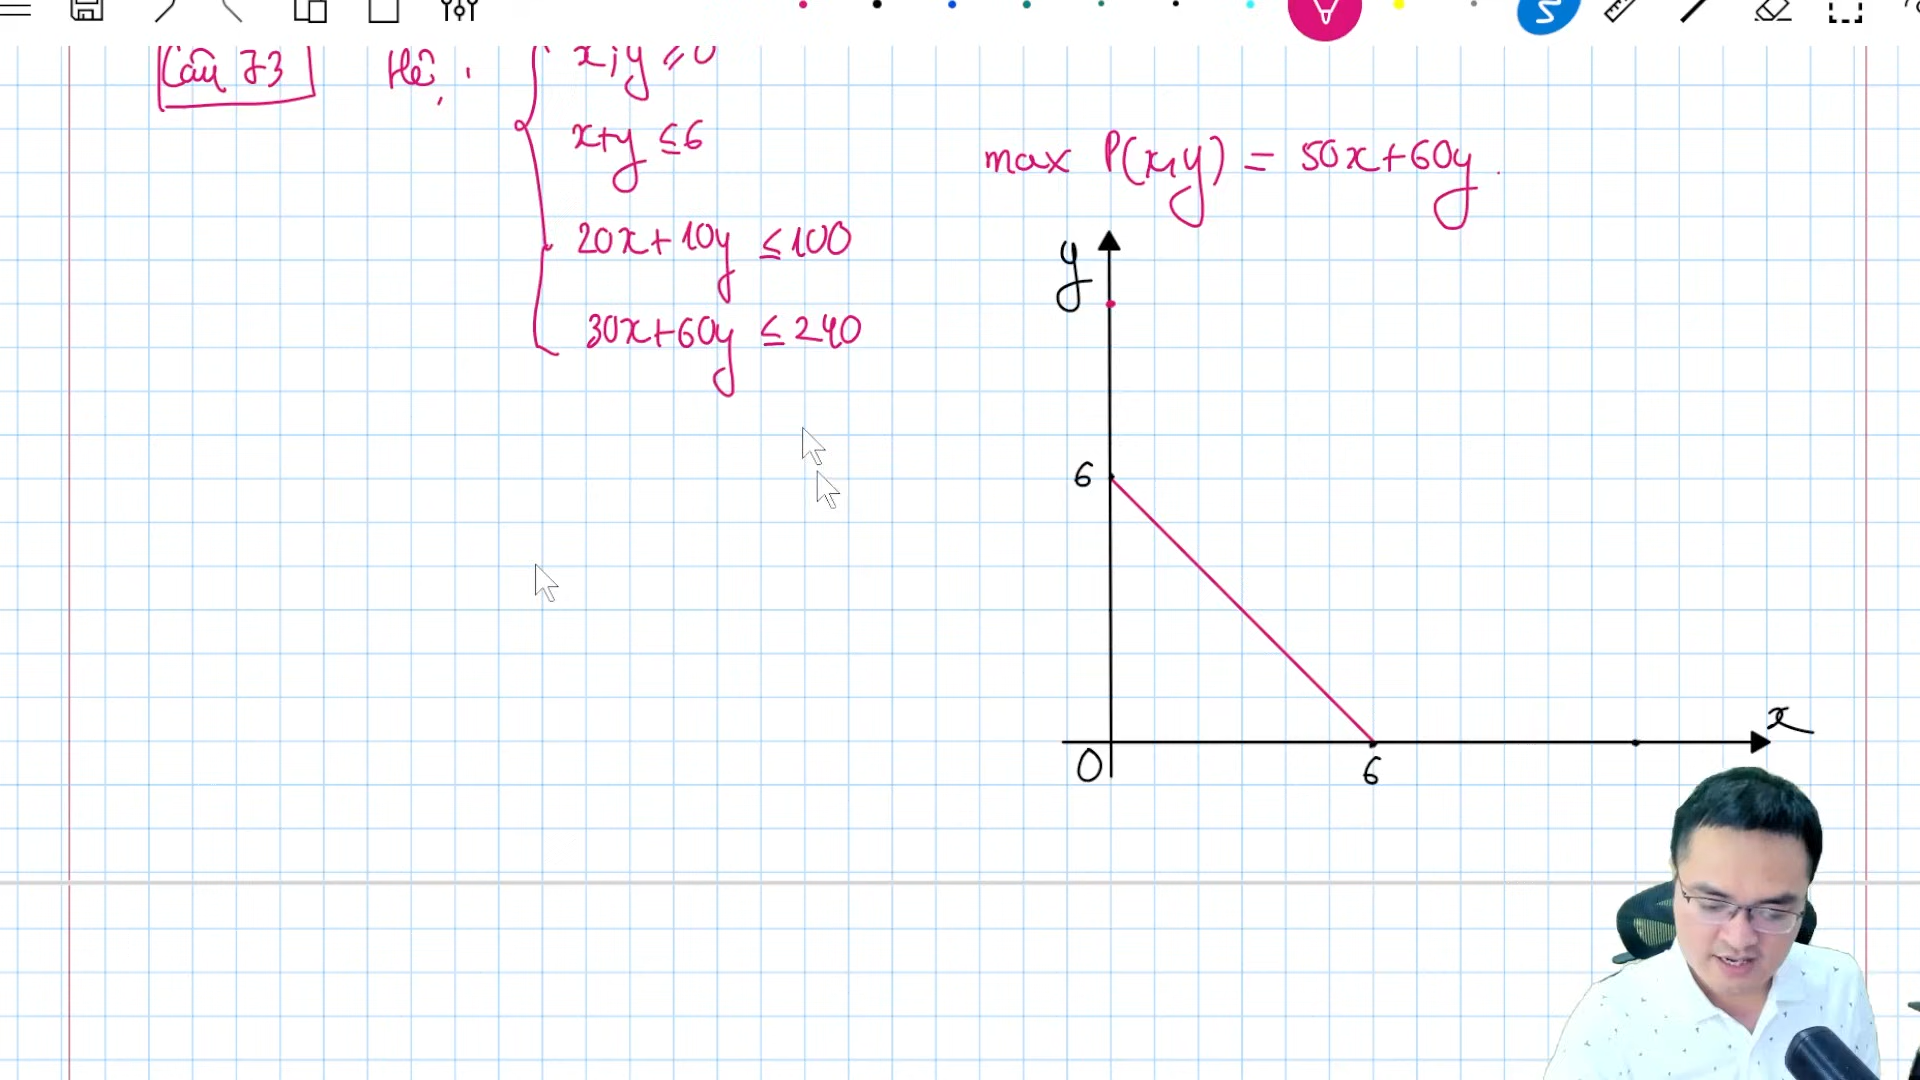 Câu 73 Hệ: x;y ≥ 0
x+y ≤ 6
max P(x,y) = 50x+60y.
20x+10y ≤ 100
30x+60y ≤ 240
y
6
x
O
6